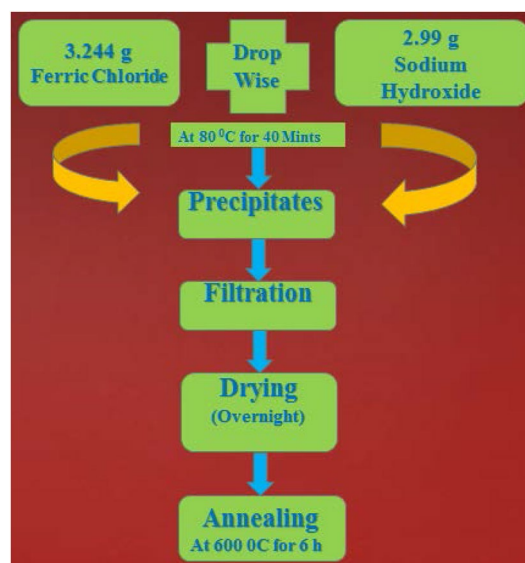 3.244 g
Ferric Chloride
Drop
Wise
2.99 g
Sodium
Hydroxide
At 80 ⁰C for 40 Mints
Precipitates
Filtration
Drying
(Overnight)
Annealing
At 600 0C for 6 h